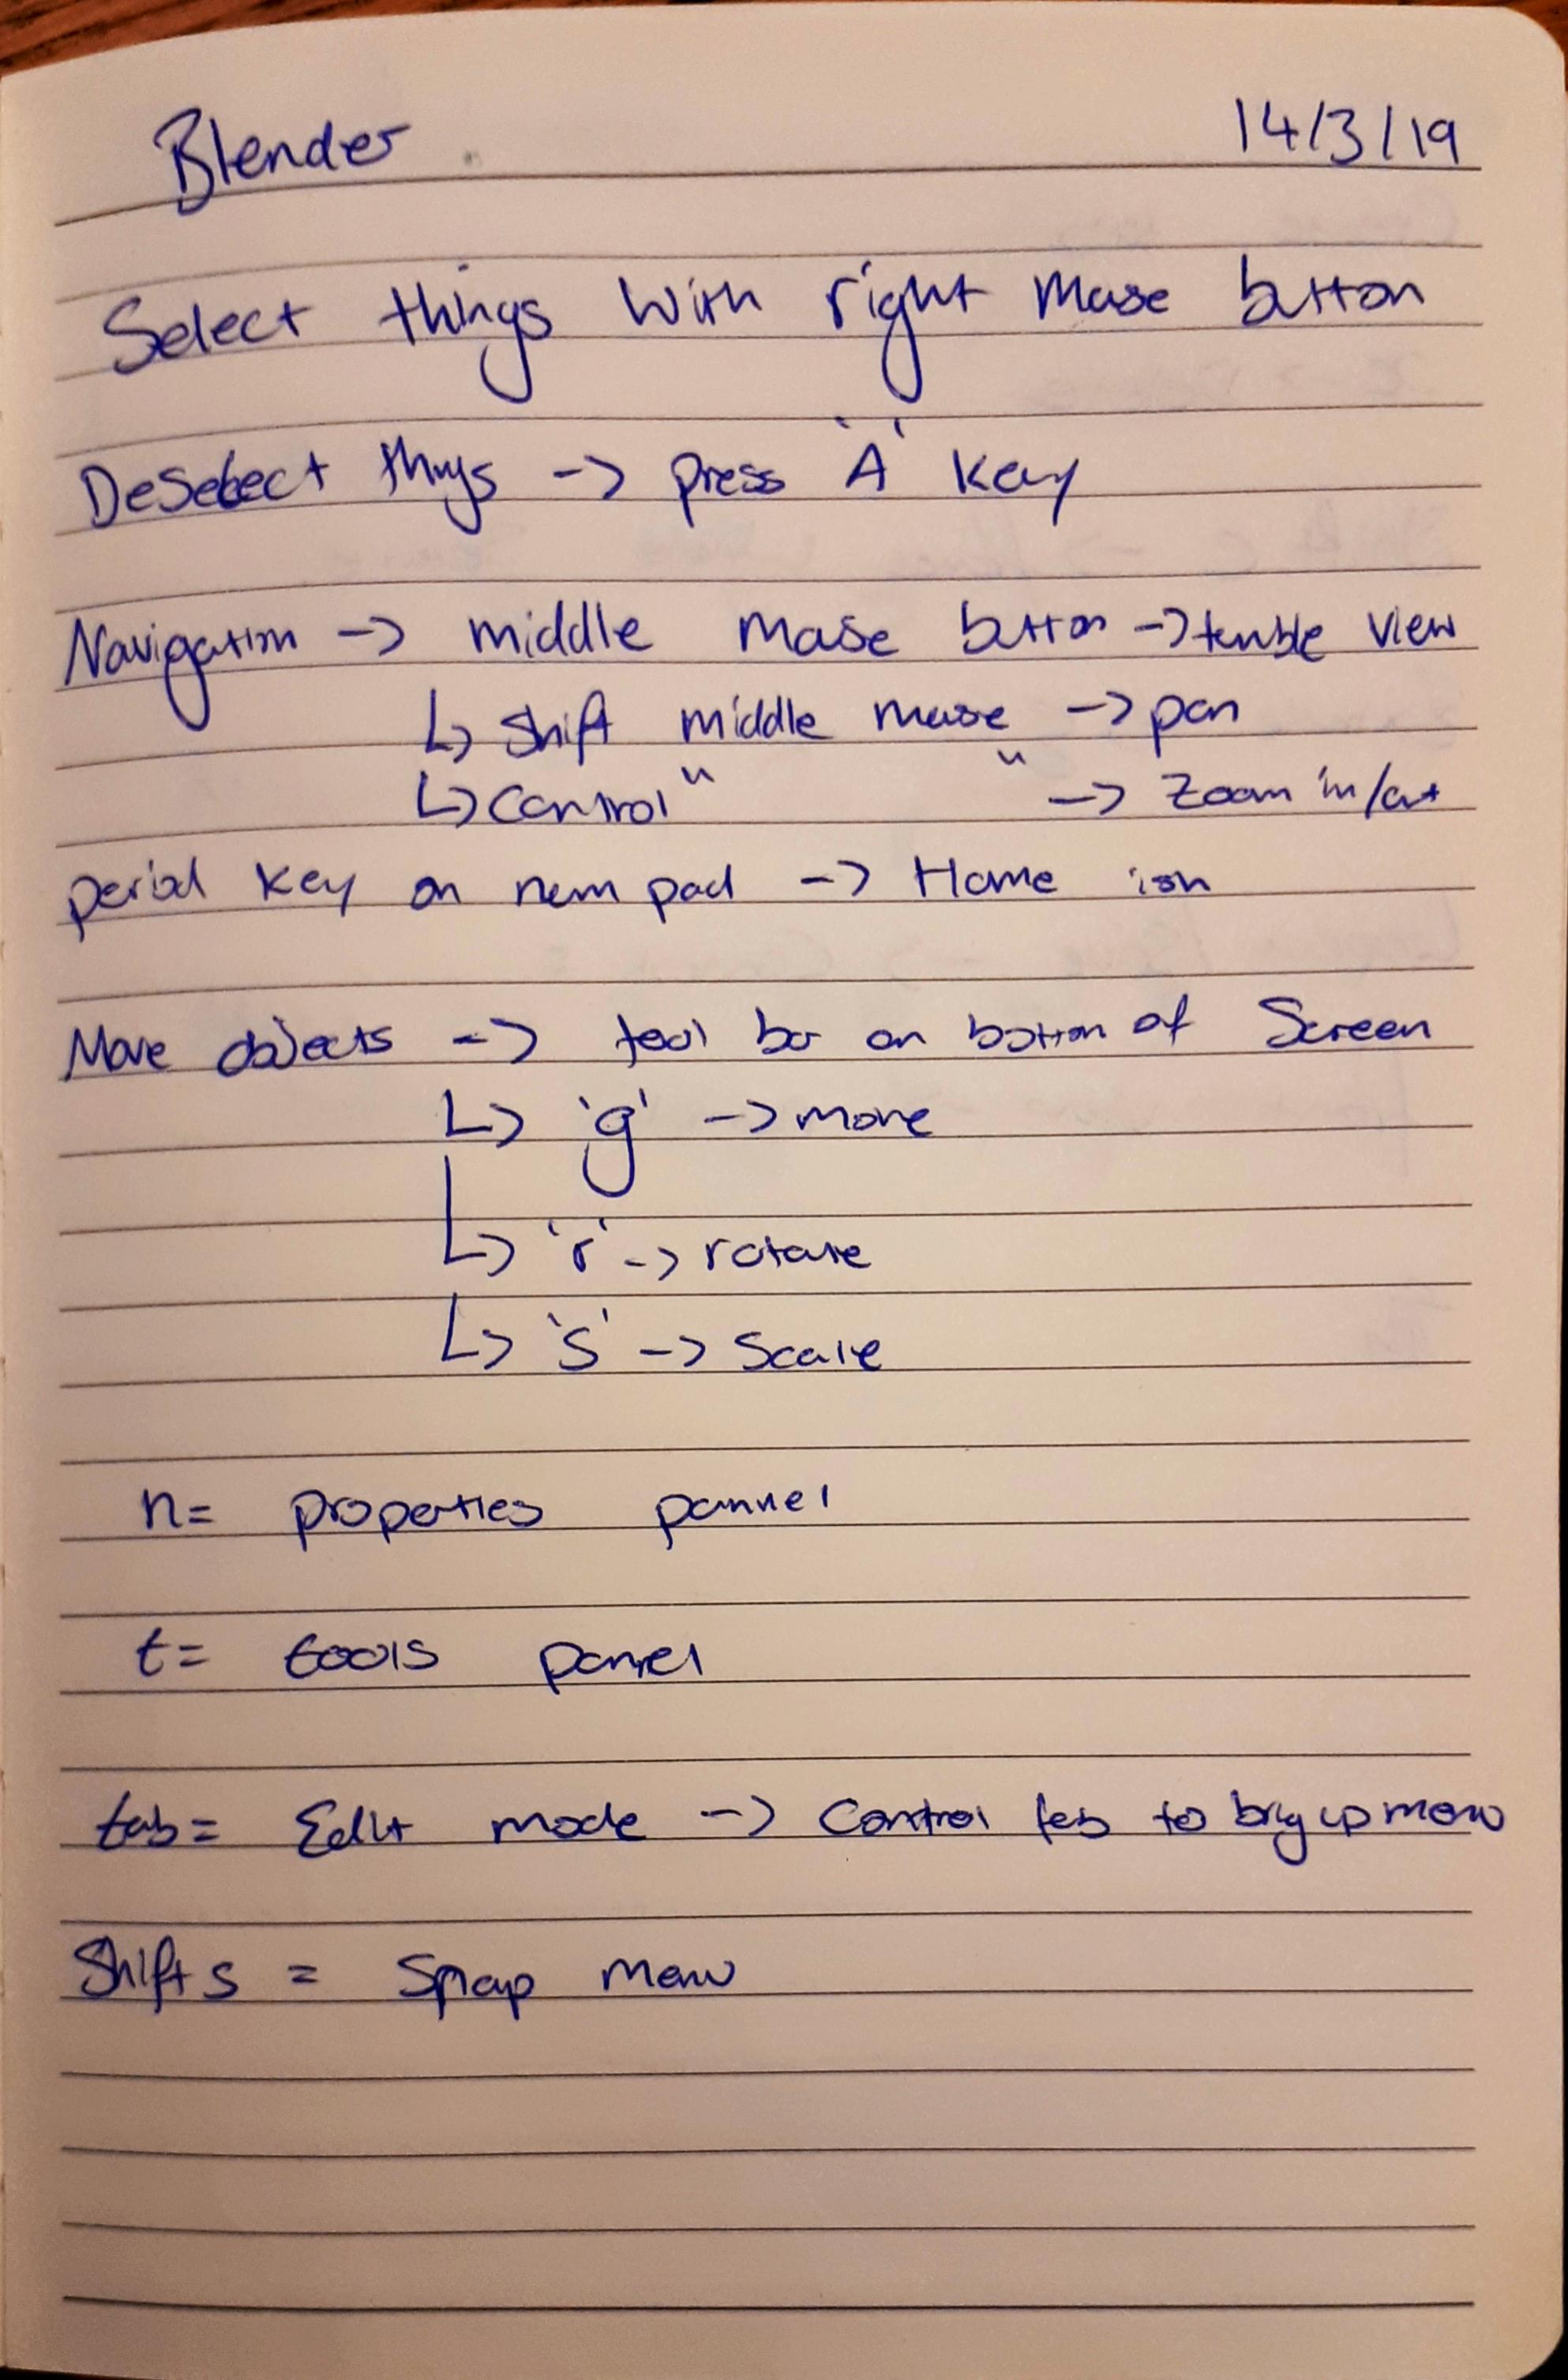 Blender 14/3/19
Select things with right mouse button
Deselect things -> press 'A' key
Navigation -> middle mouse button -> tumble view
↳ shift middle mouse -> pan
↳ control " " -> zoom in/out
period key on num pad -> Home
Move objects -> tool bar on bottom of screen
↳ 'g' -> move
↳ 'r' -> rotate
↳ 's' -> scale
n= properties pannel
t= tools pannel
tab= Edit mode -> control tab to bring up menu
Shift s = Snap menu